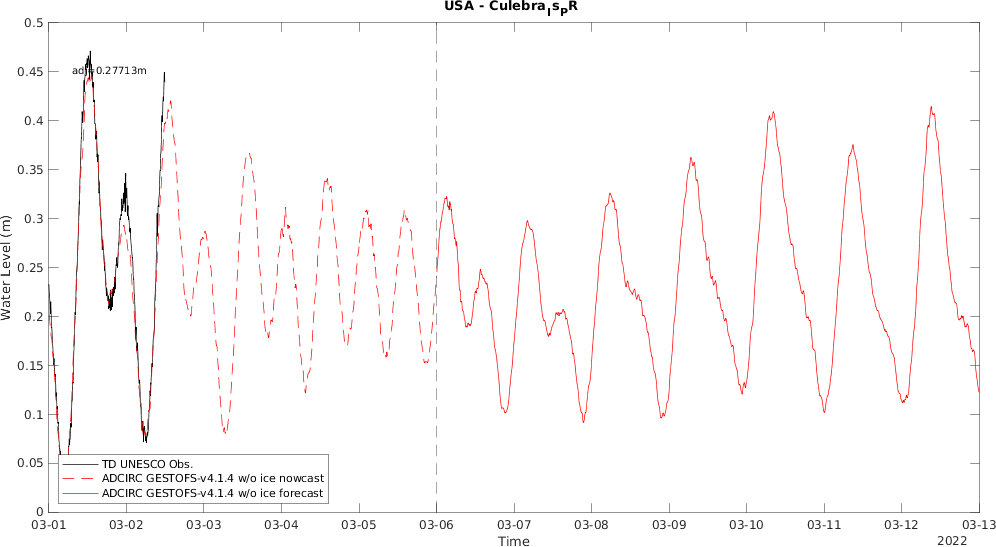 USA - CulebraIsPR
0.5
0.45
0.4
0.35
0.3
0.25
0.2
0.15
0.1
0.05
0
Water Level (m)
adj=0.27713m
TD UNESCO Obs.
ADCIRC GESTOFS-v4.1.4 w/o ice nowcast
ADCIRC GESTOFS-v4.1.4 w/o ice forecast
03-01 03-02 03-03 03-04 03-05 03-06 03-07 03-08 03-09 03-10 03-11 03-12 03-13
Time
2022